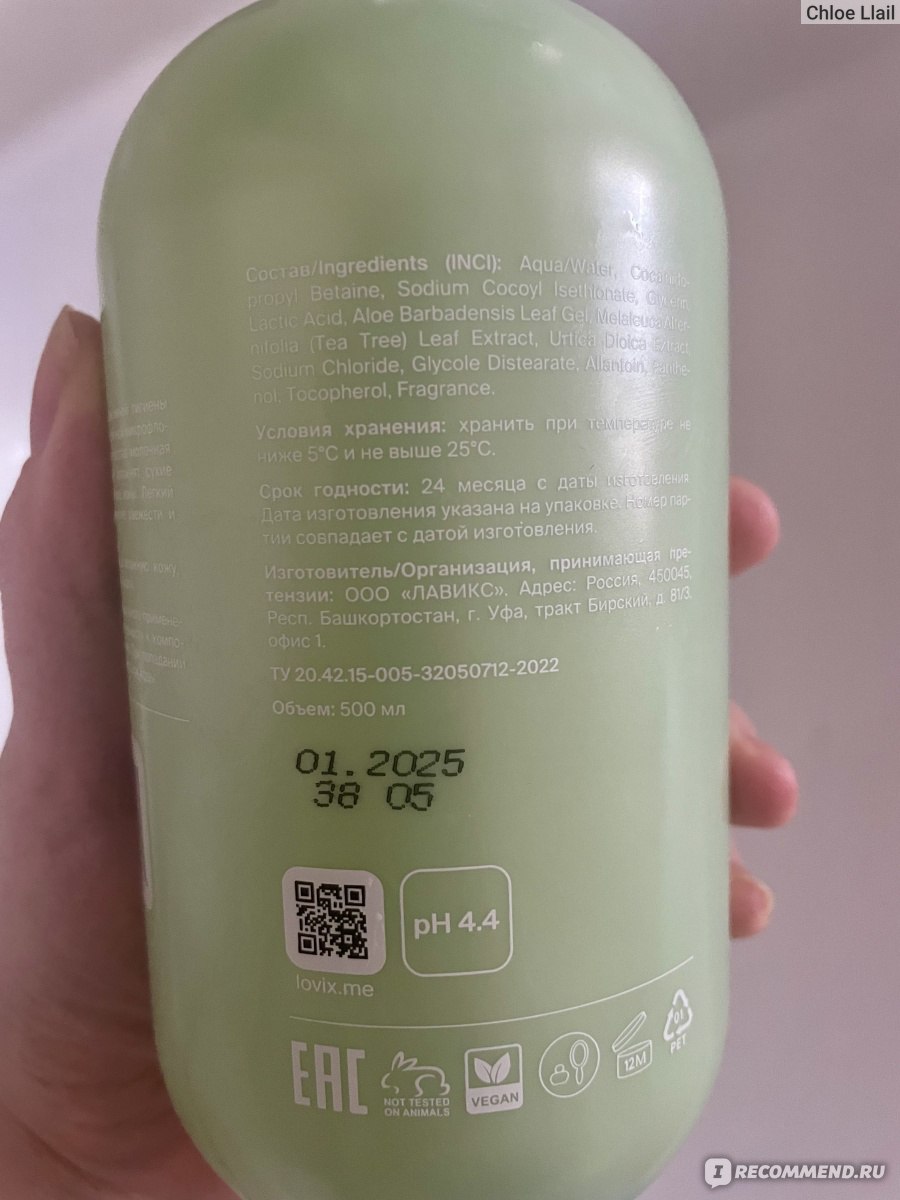 Chloe Llail
Состав/Ingredients (INCI): Aqua/Water, Cocamido-
propyl Betaine, Sodium Cocoyl Isethionate, Glycerin,
Lactic Acid, Aloe Barbadensis Leaf Gel, Melaleuca Alter-
nifolia (Tea Tree) Leaf Extract, Urtica Dioica Extract,
Sodium Chloride, Glycole Distearate, Allantoin, Panthe-
nol, Tocopherol, Fragrance.
Условия хранения: хранить при температуре не
ниже 5°C и не выше 25°C.
Срок годности: 24 месяца с даты изготовления.
Дата изготовления указана на упаковке. Номер пар-
тии совпадает с датой изготовления.
Изготовитель/Организация, принимающая пре-
тензии: ООО «ЛАВИКС». Адрес: Россия, 450045,
Респ. Башкортостан, г. Уфа, тракт Бирский, д. 81/3,
офис 1.
ТУ 20.42.15-005-32050712-2022
Объем: 500 мл
01.2025
38 05
pH 4.4
lovix.me
EAC
NOT TESTED
ON ANIMALS
VEGAN
12M
01
PET
гигиены
молочная
сухие
Легкий
и
кожу
IRECOMMEND.RU